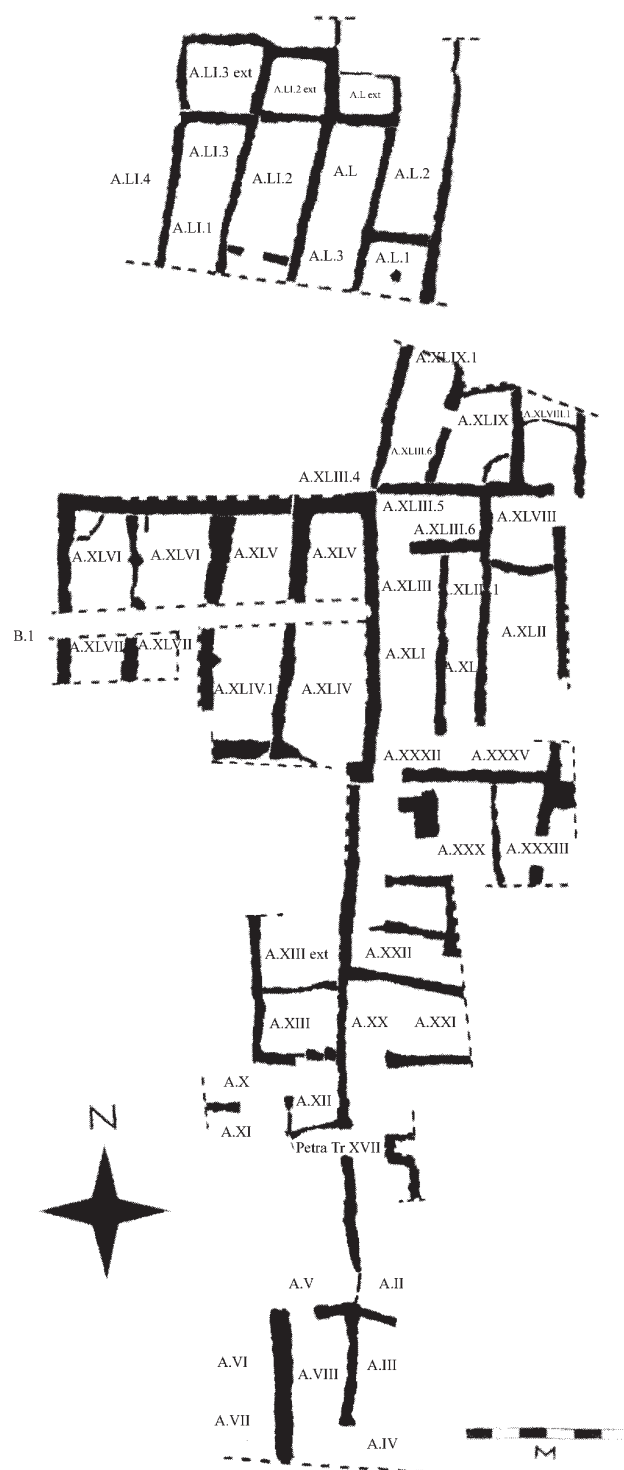 A.LI.3 ext
A.LI.2 ext
A.L ext
A.LI.3
A.LI.4
A.LI.2
A.L
A.L.2
A.LI.1
A.L.3
A.L.1
A.XLIX.1
A.XLIX
A.XLVIII.1
A.XLIII.6
A.XLIII.4
A.XLIII.5
A.XLVIII
A.XLIII.6
A.XLVI
A.XLVI
A.XLV
A.XLV
A.XLIII
A.XLII
B.1
A.XLVII
A.XLVII
A.XLI
A.XLIV.1
A.XLIV
A.XXXII
A.XXXV
A.XXX
A.XXXIII
A.XIII ext
A.XXII
A.XIII
A.XX
A.XXI
A.X
A.XII
A.XI
Petra Tr XVII
N
A.V
A.II
A.VI
A.VIII
A.III
A.VII
A.IV
M